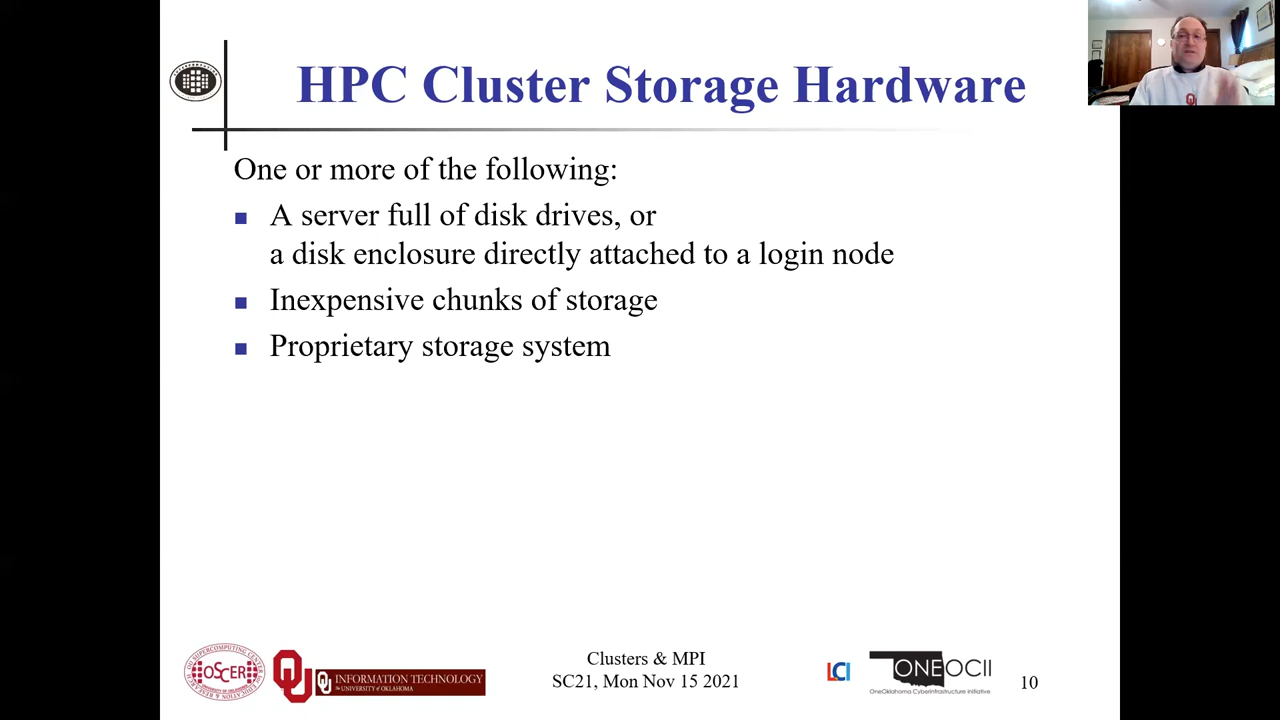 HPC Cluster Storage Hardware
One or more of the following:
A server full of disk drives, or
a disk enclosure directly attached to a login node
Inexpensive chunks of storage
Proprietary storage system
OSCER
INFORMATION TECHNOLOGY
The UNIVERSITY of OKLAHOMA
Clusters & MPI
SC21, Mon Nov 15 2021
LCI
ONEOCII
OneOklahoma Cyberinfrastructure Initiative
10